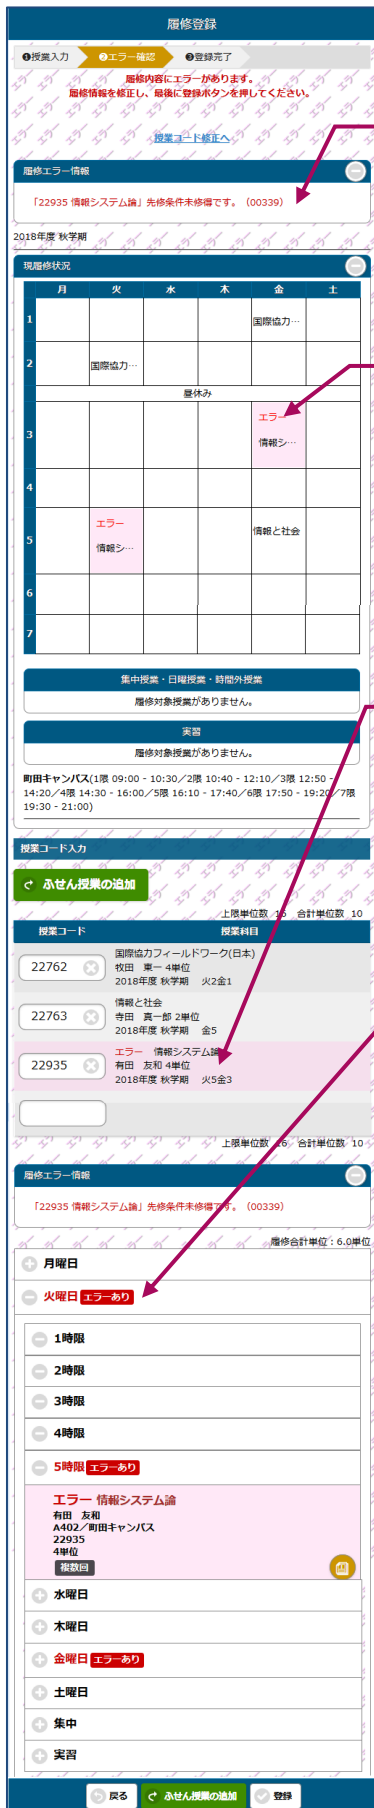 履修登録
❶授業入力 ❷エラー確認 ❸登録完了
履修内容にエラーがあります。
履修情報を修正し、最後に登録ボタンを押してください。
授業コード修正へ
履修エラー情報
「22935 情報システム論」先修条件未修得です。（00339）
2018年度 秋学期
現履修状況
月 火 水 木 金 土
1 国際協力…
2 国際協力…
昼休み
3 エラー
情報シ…
4
5 エラー
情報シ… 情報と社会
6
7
集中授業・日曜授業・時間外授業
履修対象授業がありません。
実習
履修対象授業がありません。
町田キャンパス(1限 09:00 - 10:30／2限 10:40 - 12:10／3限 12:50 -
14:20／4限 14:30 - 16:00／5限 16:10 - 17:40／6限 17:50 - 19:20／7限
19:30 - 21:00)
授業コード入力
ふせん授業の追加
上限単位数 16 合計単位数 10
授業コード 授業科目
22762 国際協力フィールドワーク(日本)
牧田 東一 4単位
2018年度 秋学期 火2金1
22763 情報と社会
寺田 真一郎 2単位
2018年度 秋学期 金5
22935 エラー 情報システム論
有田 友和 4単位
2018年度 秋学期 火5金3
上限単位数 16 合計単位数 10
履修エラー情報
「22935 情報システム論」先修条件未修得です。（00339）
履修合計単位：6.0単位
月曜日
火曜日 エラーあり
1時限
2時限
3時限
4時限
5時限 エラーあり
エラー 情報システム論
有田 友和
A402／町田キャンパス
22935
4単位
複数回
水曜日
木曜日
金曜日 エラーあり
土曜日
集中
実習
戻る ふせん授業の追加 登録